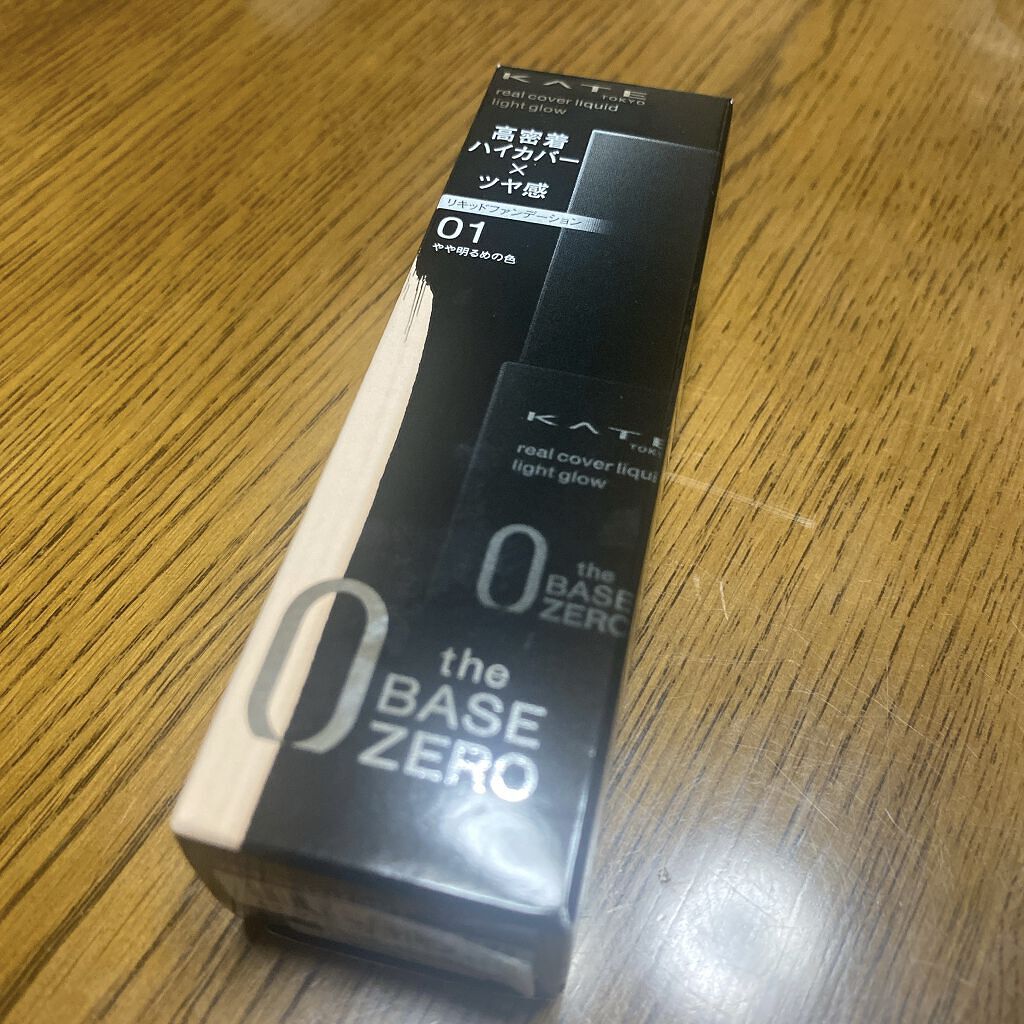 KATE
TOKYO
real cover liquid
light glow
高密着
ハイカバー
×
ツヤ感
リキッドファンデーション
01
やや明るめの色
KATE
real cover liqui
light glow
0
the
BASE
ZERO
0
the
BASE
ZERO